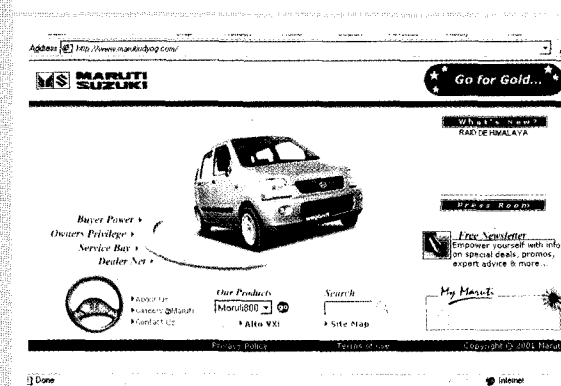 Address http://www.marutiudyog.com/
MARUTI
SUZUKI
Go for Gold...
What's New?
RAID DE HIMALAYA
Press Room
Buyer Power
Owners Privilege
Service Bay
Dealer Net
Free Newsletter
Empower yourself with info
on special deals, promos,
expert advice & more...
About Us
Careers@Maruti
Contact Us
Our Products
Maruti800 go
Alto VXi
Search
Site Map
My Maruti
Privacy Policy Terms of use Copyright © 2001 Maruti
Done Internet